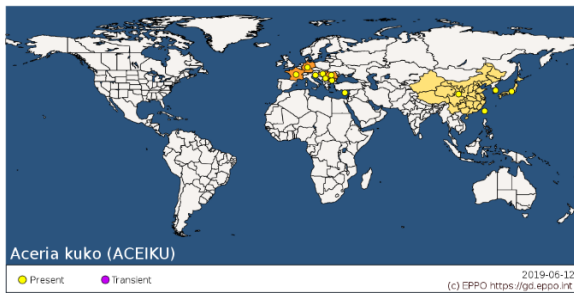 Aceria kuko (ACEIKU)
Present
Transient
2019-06-12
(c) EPPO https://gd.eppo.int